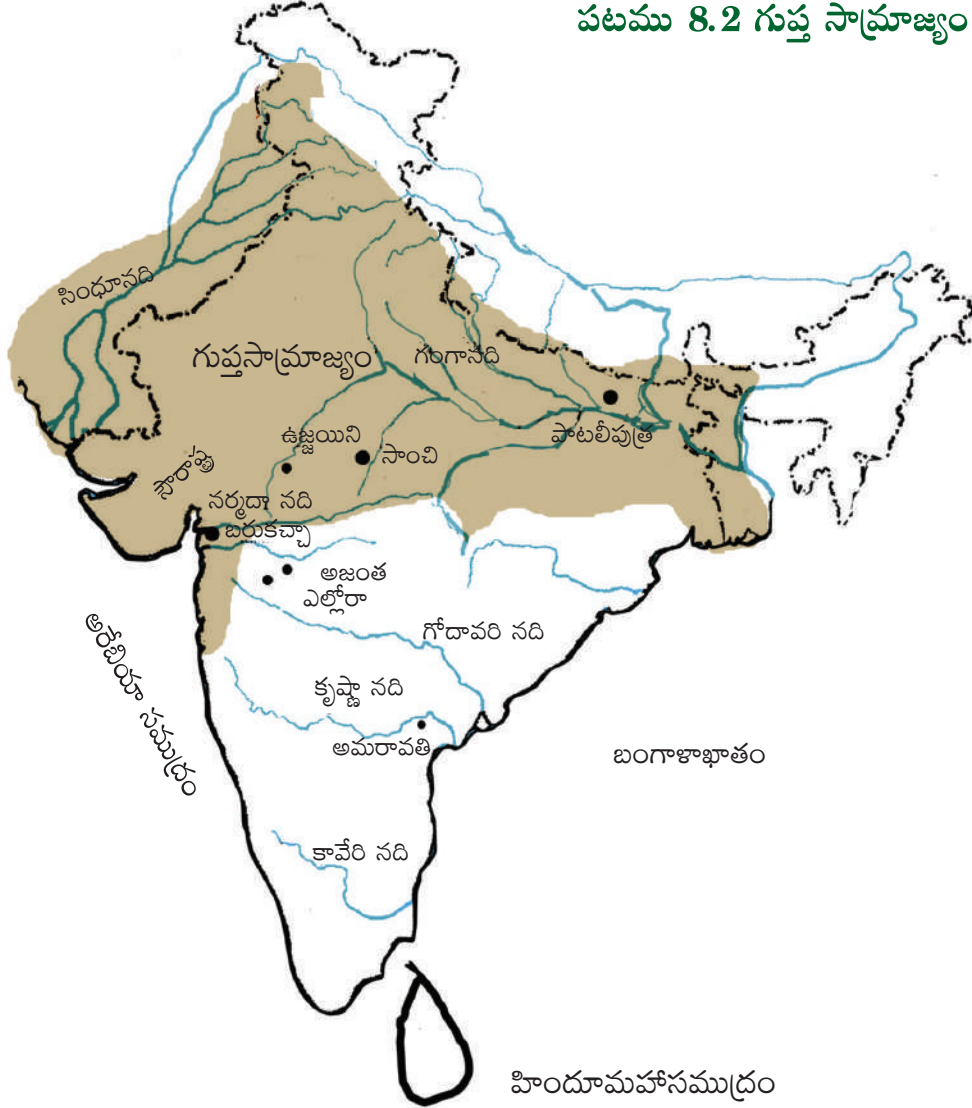 పటము 8.2 గుప్త సామ్రాజ్యం
సింధూనది
గుప్తసామ్రాజ్యం
గంగానది
ఉజ్జయిని
సాంచి
పాటలీపుత్ర
సౌరాష్ట్ర
నర్మదా నది
బరుకచ్ఛా
అజంత
ఎల్లోరా
గోదావరి నది
కృష్ణా నది
అమరావతి
అరేబియా సముద్రం
బంగాళాఖాతం
కావేరి నది
హిందూమహాసముద్రం